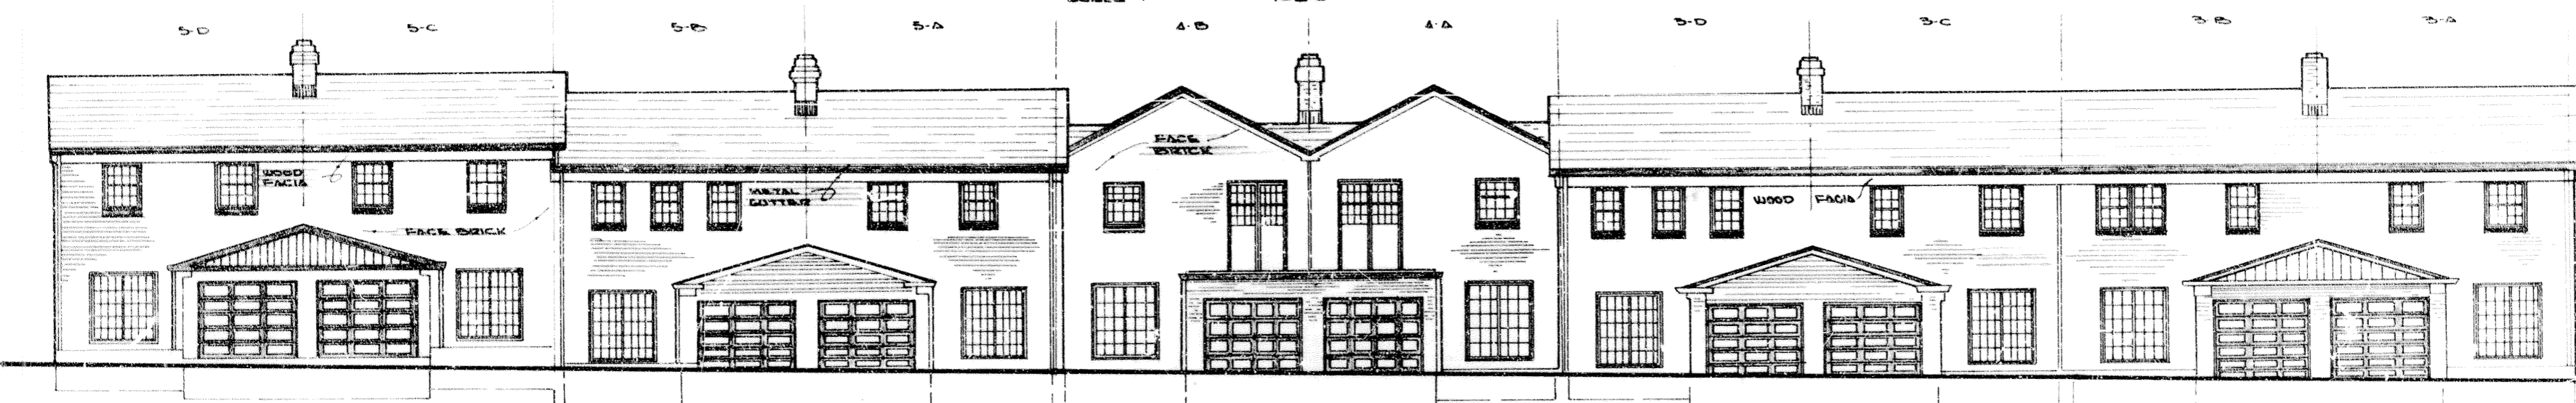 5-D 5-C 5-B 5-A 4-B 4-A 3-D 3-C 3-B 3-A
FACE
BRICK
WOOD
FACIA
METAL
GUTTER
WOOD FACIA
FACE BRICK